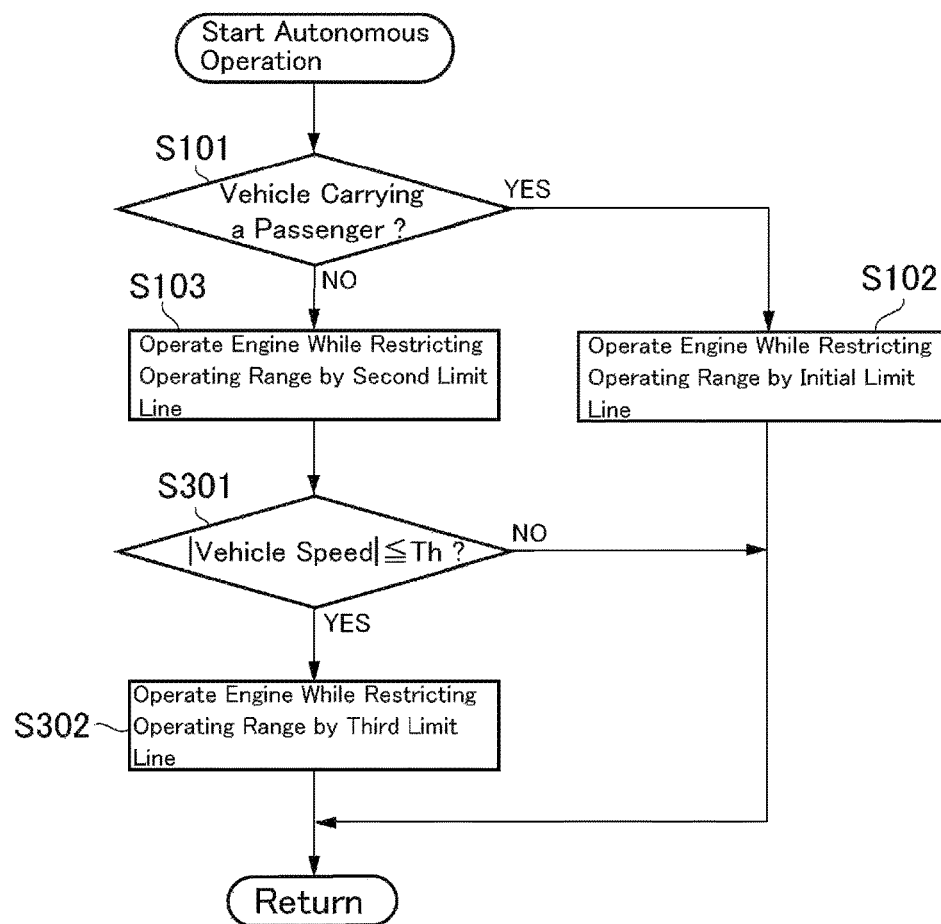 Start Autonomous
Operation
S101
Vehicle Carrying
a Passenger ?
YES
NO
S103
Operate Engine While Restricting
Operating Range by Second Limit
Line
S102
Operate Engine While Restricting
Operating Range by Initial Limit
Line
S301
|Vehicle Speed|≦Th ?
NO
YES
S302
Operate Engine While Restricting
Operating Range by Third Limit
Line
Return